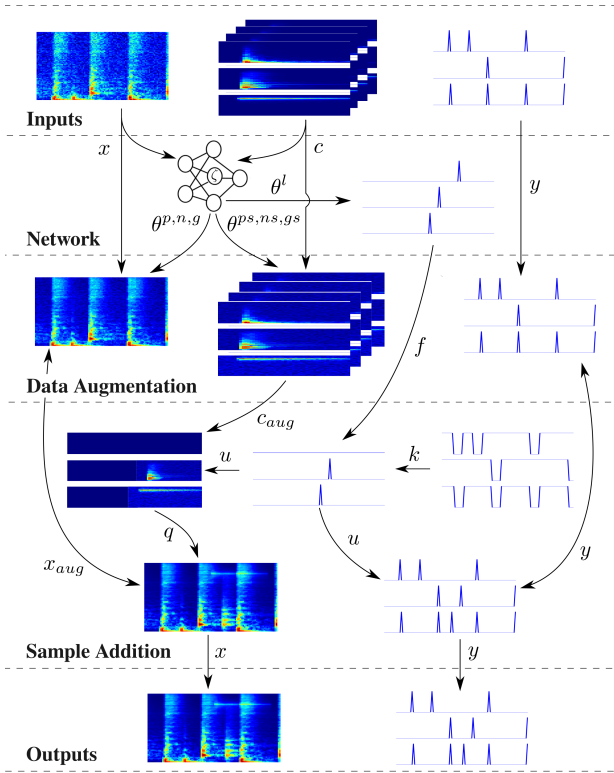 Inputs
x
c
ζ
θ^l
y
θ^{p,n,g}
θ^{ps,ns,gs}
Network
f
Data Augmentation
c_{aug}
u
k
q
u
x_{aug}
y
Sample Addition
x
y
Outputs